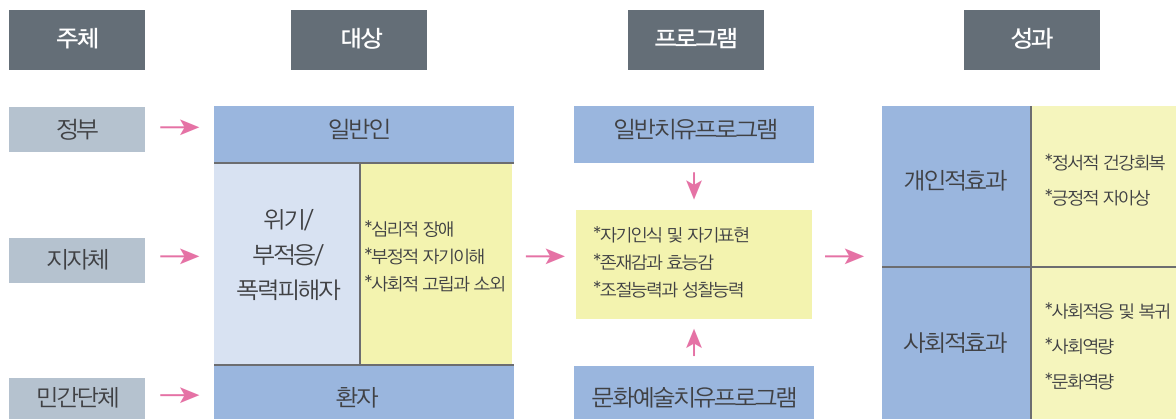 주체
대상
프로그램
성과
정부
지자체
민간단체
일반인
위기/
부적응/
폭력피해자
*심리적 장애
*부정적 자기이해
*사회적 고립과 소외
환자
일반치유프로그램
*자기인식 및 자기표현
*존재감과 효능감
*조절능력과 성찰능력
문화예술치유프로그램
개인적효과
*정서적 건강회복
*긍정적 자아상
사회적효과
*사회적응 및 복귀
*사회역량
*문화역량